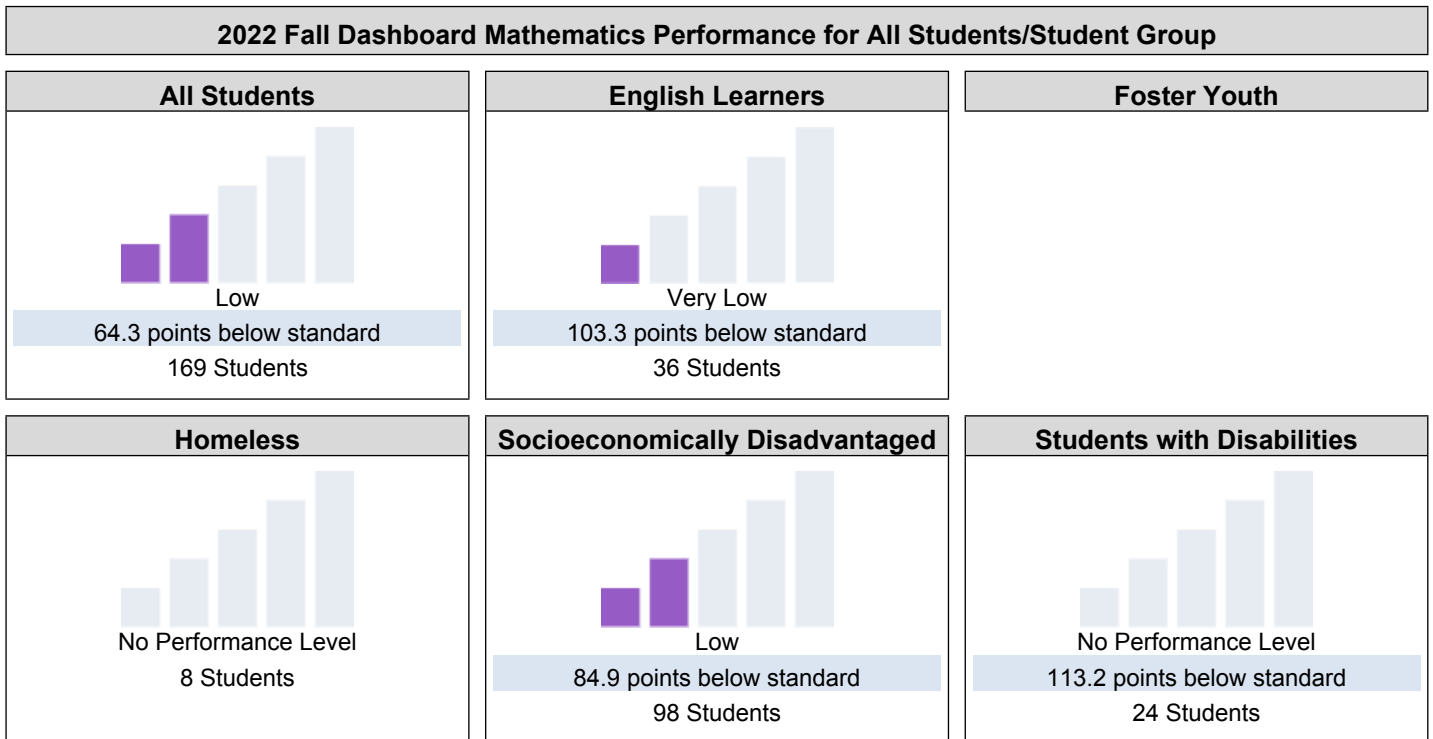 2022 Fall Dashboard Mathematics Performance for All Students/Student Group
All Students
Low
64.3 points below standard
169 Students
English Learners
Very Low
103.3 points below standard
36 Students
Foster Youth
Homeless
No Performance Level
8 Students
Socioeconomically Disadvantaged
Low
84.9 points below standard
98 Students
Students with Disabilities
No Performance Level
113.2 points below standard
24 Students